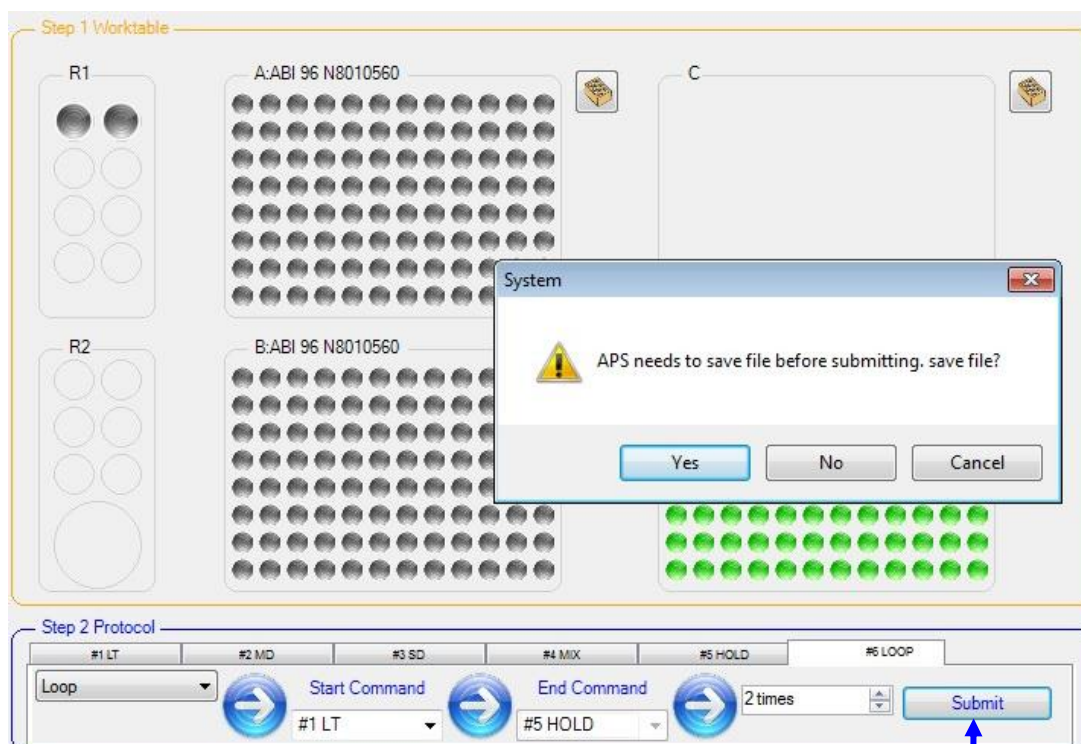 Step 1 Worktable
R1
A:ABI 96 N8010560
C
System
APS needs to save file before submitting. save file?
Yes
No
Cancel
R2
B:ABI 96 N8010560
Step 2 Protocol
#1 LT
#2 MD
#3 SD
#4 MIX
#5 HOLD
#6 LOOP
Loop
Start Command
End Command
2 times
Submit
#1 LT
#5 HOLD